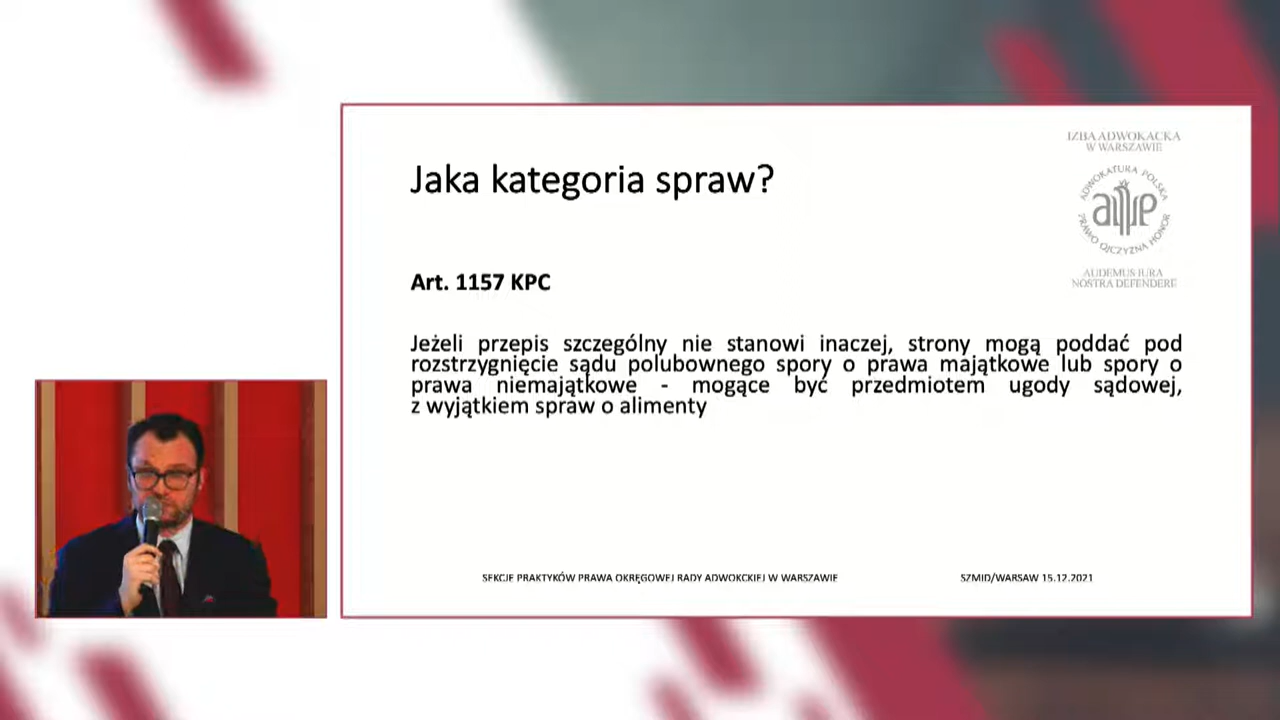 Jaka kategoria spraw?
IZBA ADWOKACKA
W WARSZAWIE
ADWOKATURA POLSKA
PRAWO OJCZYZNA HONOR
AUDEMUS IURA
NOSTRA DEFENDERE
Art. 1157 KPC
Jeżeli przepis szczególny nie stanowi inaczej, strony mogą poddać pod
rozstrzygnięcie sądu polubownego spory o prawa majątkowe lub spory o
prawa niemajątkowe - mogące być przedmiotem ugody sądowej,
z wyjątkiem spraw o alimenty
SEKCJE PRAKTYKÓW PRAWA OKRĘGOWEJ RADY ADWOKCKIEJ W WARSZAWIE
SZMID/WARSAW 15.12.2021